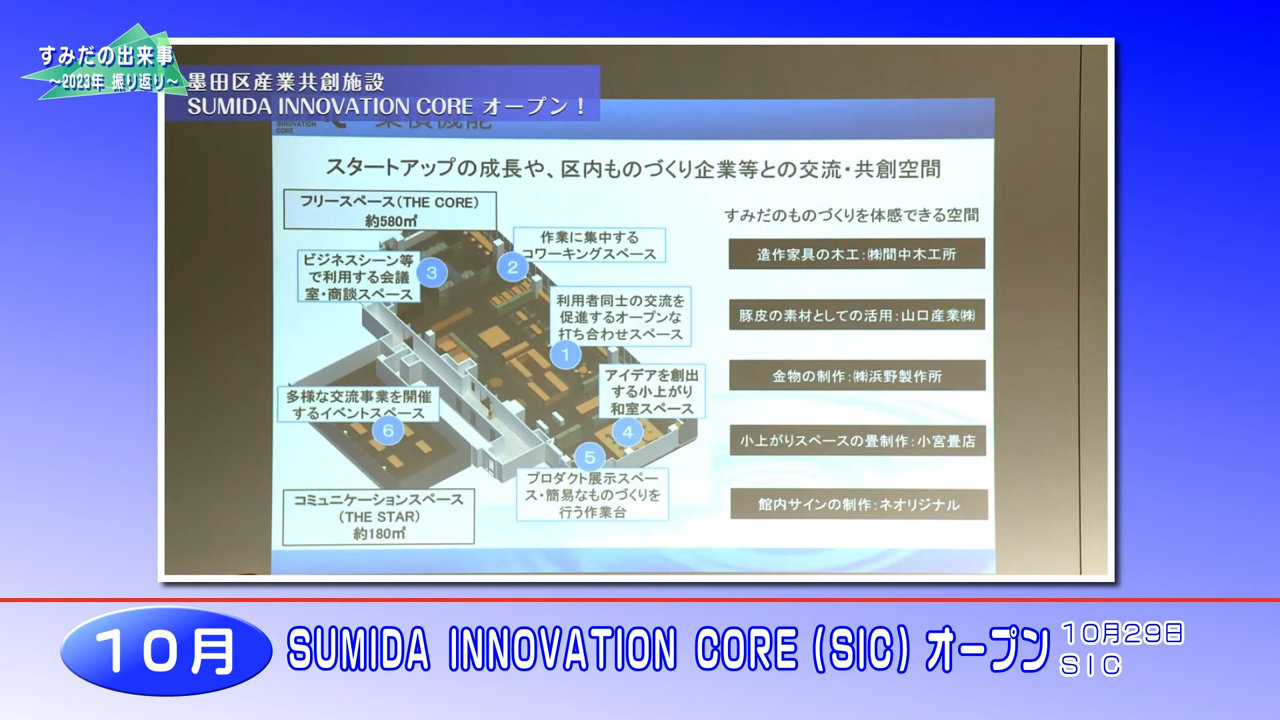 すみだの出来事
～2023年 振り返り～
墨田区産業共創施設
SUMIDA INNOVATION CORE オープン！
INNOVATION
CORE
スタートアップの成長や、区内ものづくり企業等との交流・共創空間
フリースペース（THE CORE）
約580㎡
作業に集中する
コワーキングスペース
2
ビジネスシーン等
で利用する会議
室・商談スペース
3
利用者同士の交流を
促進するオープンな
打ち合わせスペース
1
アイデアを創出
する小上がり
和室スペース
4
多様な交流事業を開催
するイベントスペース
6
5
プロダクト展示スペー
ス・簡易なものづくりを
行う作業台
コミュニケーションスペース
（THE STAR）
約180㎡
すみだのものづくりを体感できる空間
造作家具の木工：㈱間中木工所
豚皮の素材としての活用：山口産業㈱
金物の制作：㈱浜野製作所
小上がりスペースの畳制作：小宮畳店
館内サインの制作：ネオリジナル
10月
SUMIDA INNOVATION CORE（SIC）オープン
10月29日
SIC